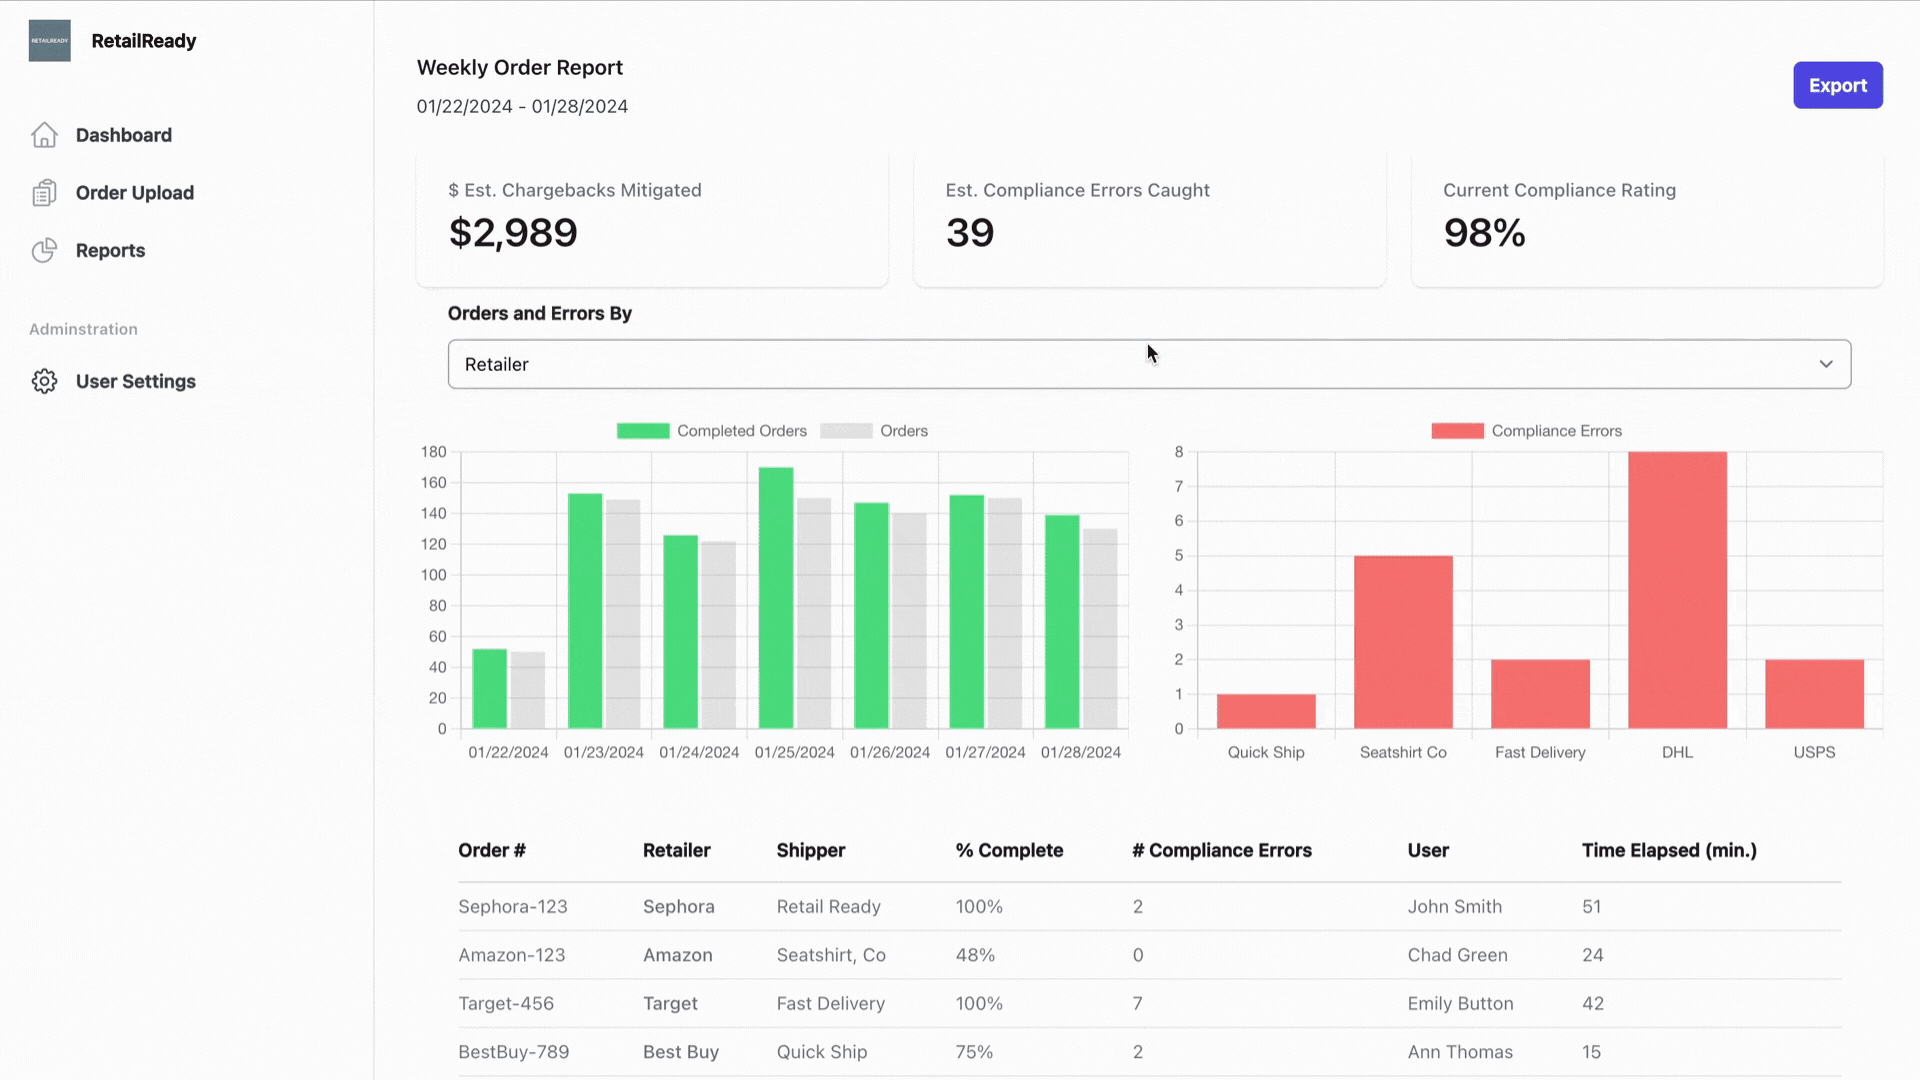 RETAILREADY
RetailReady
Dashboard
Order Upload
Reports
Adminstration
User Settings
Weekly Order Report
01/22/2024 - 01/28/2024
Export
$ Est. Chargebacks Mitigated
$2,989
Est. Compliance Errors Caught
39
Current Compliance Rating
98%
Orders and Errors By
Retailer
Completed Orders Orders
180
160
140
120
100
80
60
40
20
0
01/22/2024 01/23/2024 01/24/2024 01/25/2024 01/26/2024 01/27/2024 01/28/2024
Compliance Errors
8
7
6
5
4
3
2
1
0
Quick Ship Seatshirt Co Fast Delivery DHL USPS
Order # Retailer Shipper % Complete # Compliance Errors User Time Elapsed (min.)
Sephora-123 Sephora Retail Ready 100% 2 John Smith 51
Amazon-123 Amazon Seatshirt, Co 48% 0 Chad Green 24
Target-456 Target Fast Delivery 100% 7 Emily Button 42
BestBuy-789 Best Buy Quick Ship 75% 2 Ann Thomas 15